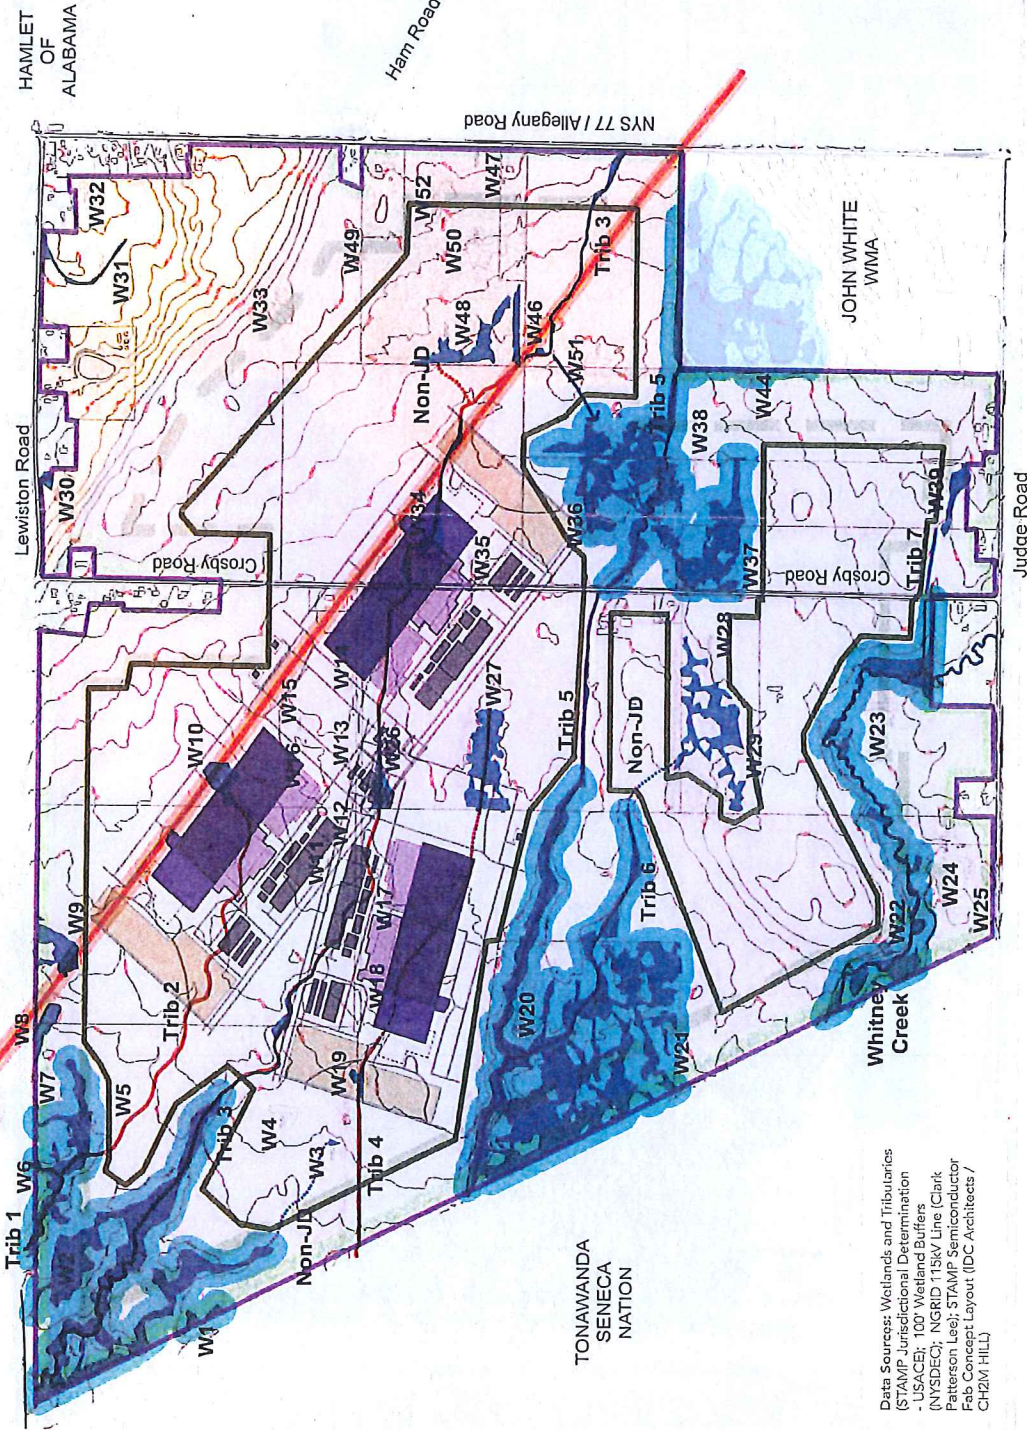 HAMLET
OF
ALABAMA
Ham Road
NYS 77 / Allegany Road
Lewiston Road
W32
W31
W33
W30
W49
W52
W47
W50
W48
W46
Trib 3
Non-JD
W51
Trib 5
W38
W44
JOHN WHITE
WMA
Crosby Road
W34
W35
W36
W37
Crosby Road
Trib 7
W39
Judge Road
W10
W15
W13
W26
W27
W12
W11
W17
W18
Trib 5
Non-JD
W28
W29
W23
W9
W8
Trib 2
W7
W5
W6
Trib 1
W2
Trib 3
W4
W3
Non-JD
W1
W19
Trib 4
W20
W21
Trib 6
W22
W24
W25
Whitney
Creek
TONAWANDA
SENECA
NATION
Data Sources: Wetlands and Tributaries
(STAMP Jurisdictional Determination
- USACE); 100' Wetland Buffers
(NYSDEC); NGRID 115kV Line (Clark
Patterson Lee); STAMP Semiconductor
Fab Concept Layout (IDC Architects /
CH2M HILL)